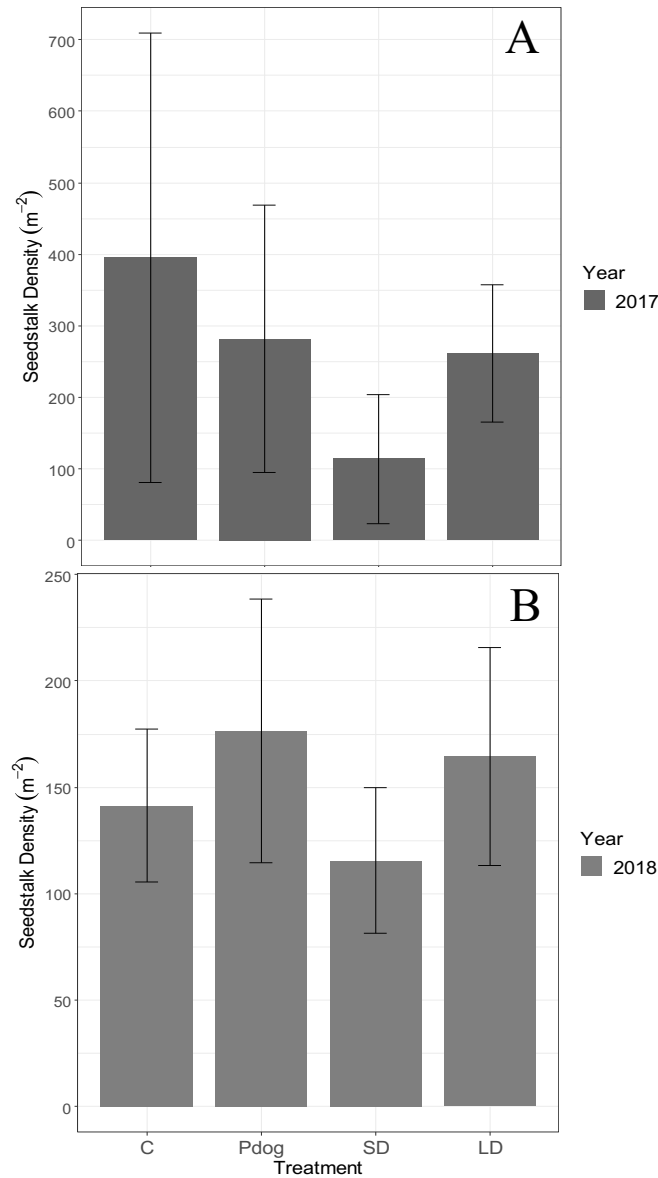 A
700
600
500
400
300
200
100
0
Seedstalk Density (m⁻²)
Year
2017
B
250
200
150
100
50
0
Seedstalk Density (m⁻²)
Year
2018
C Pdog SD LD
Treatment